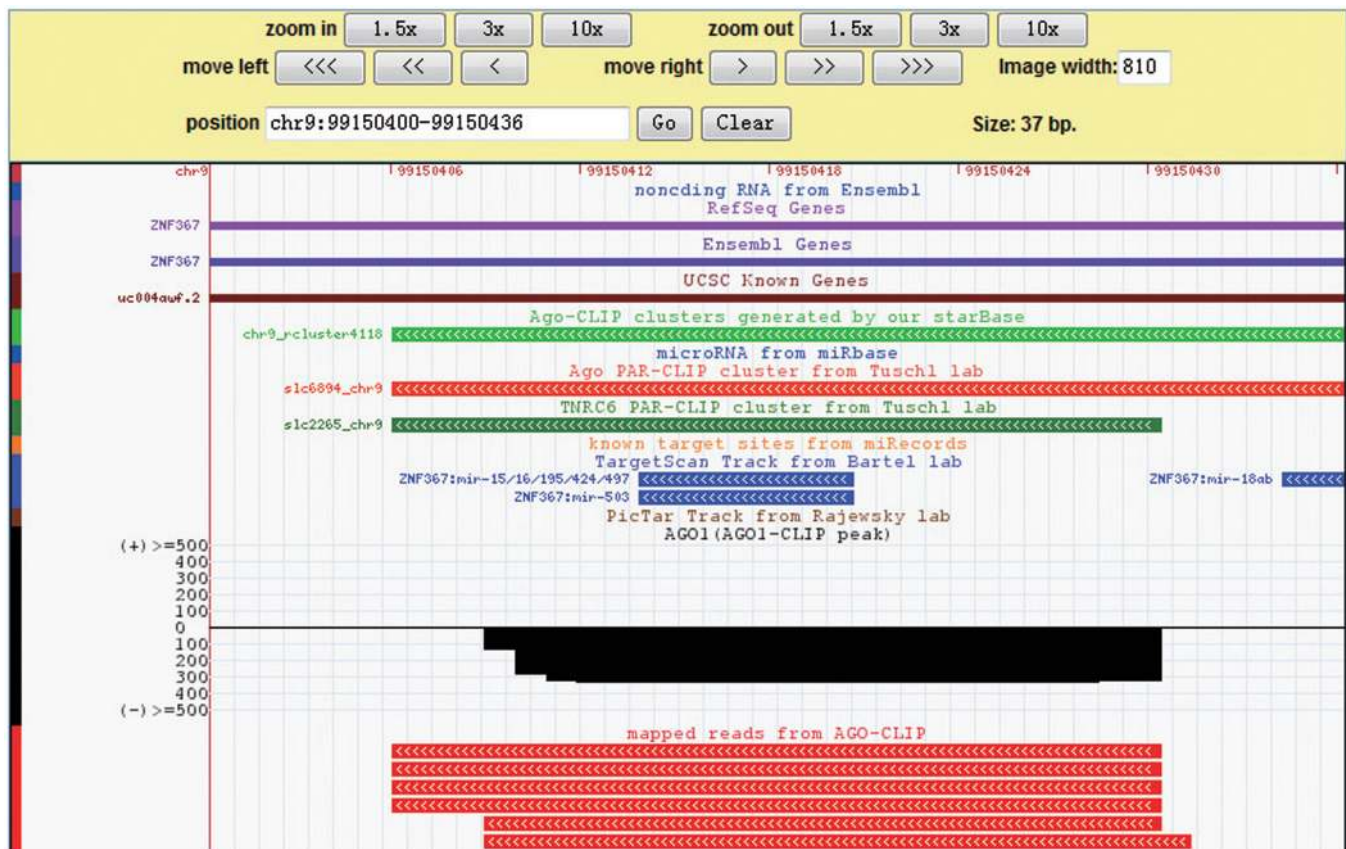 zoom in 1.5x 3x 10x zoom out 1.5x 3x 10x
move left <<< << < move right > >> >>> Image width: 810
position chr9:99150400-99150436 Go Clear Size: 37 bp.
chr9 99150406 99150412 99150418 99150424 99150430
noncding RNA from Ensembl
RefSeq Genes
ZNF367
Ensembl Genes
ZNF367
UCSC Known Genes
uc004awf.2
Ago-CLIP clusters generated by our starBase
chr9_rcluster4118
microRNA from miRbase
Ago PAR-CLIP cluster from Tuschl lab
slc6894_chr9
TNRC6 PAR-CLIP cluster from Tuschl lab
slc2265_chr9
known target sites from miRecords
TargetScan Track from Bartel lab
ZNF367:mir-15/16/195/424/497 ZNF367:mir-18ab
ZNF367:mir-503
PicTar Track from Rajewsky lab
AGO1(AGO1-CLIP peak)
(+)>=500
400
300
200
100
0
100
200
300
400
(-)>=500
mapped reads from AGO-CLIP